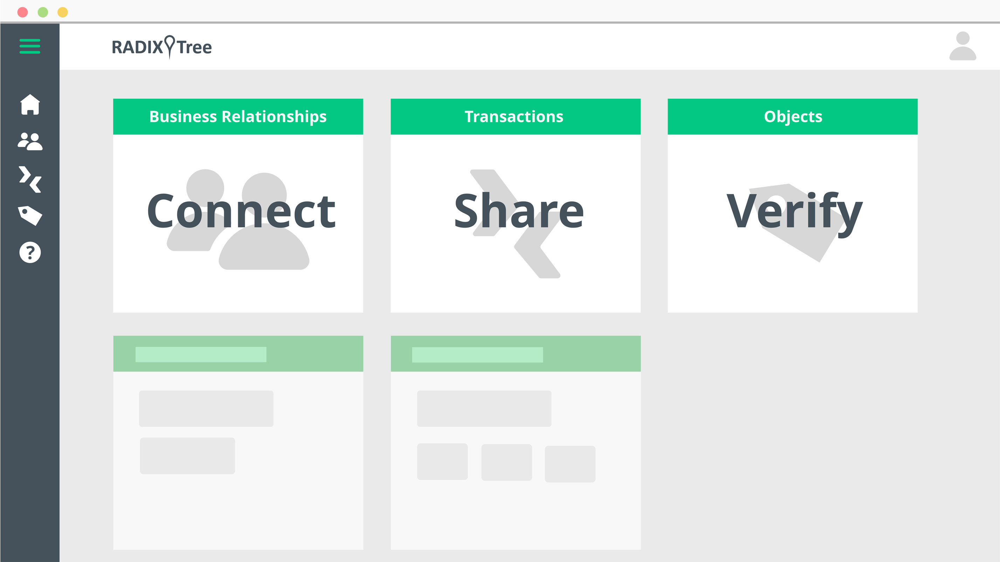 RADIX Tree
Business Relationships
Transactions
Objects
Connect
Share
Verify
?